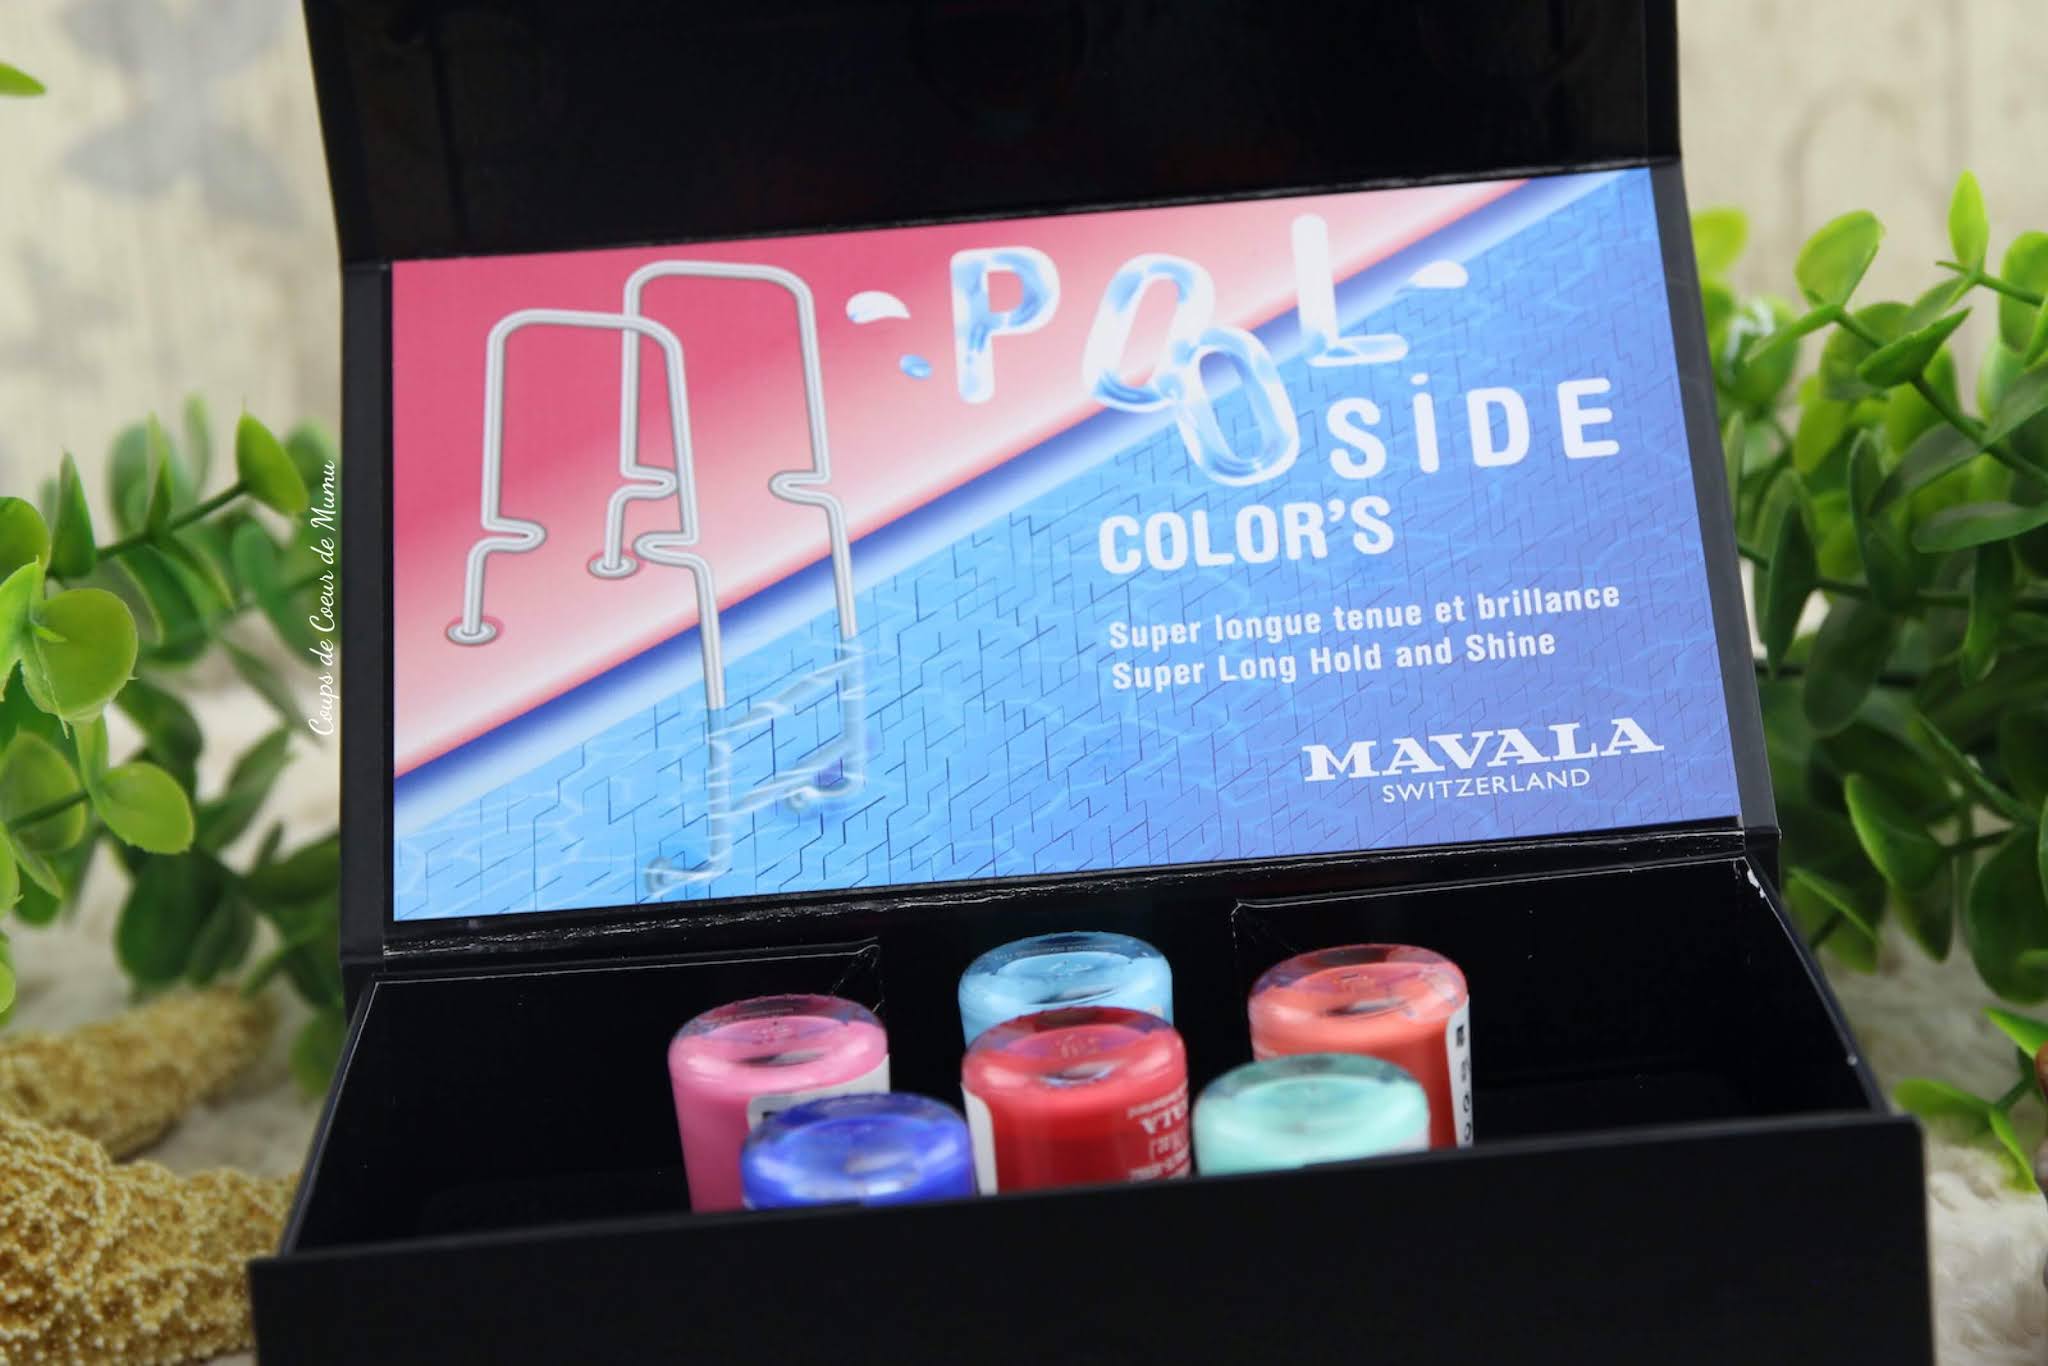 POOL
SiDE
COLOR'S
Super longue tenue et brillance
Super Long Hold and Shine
MAVALA
SWITZERLAND
Coups de Coeur de Mumu